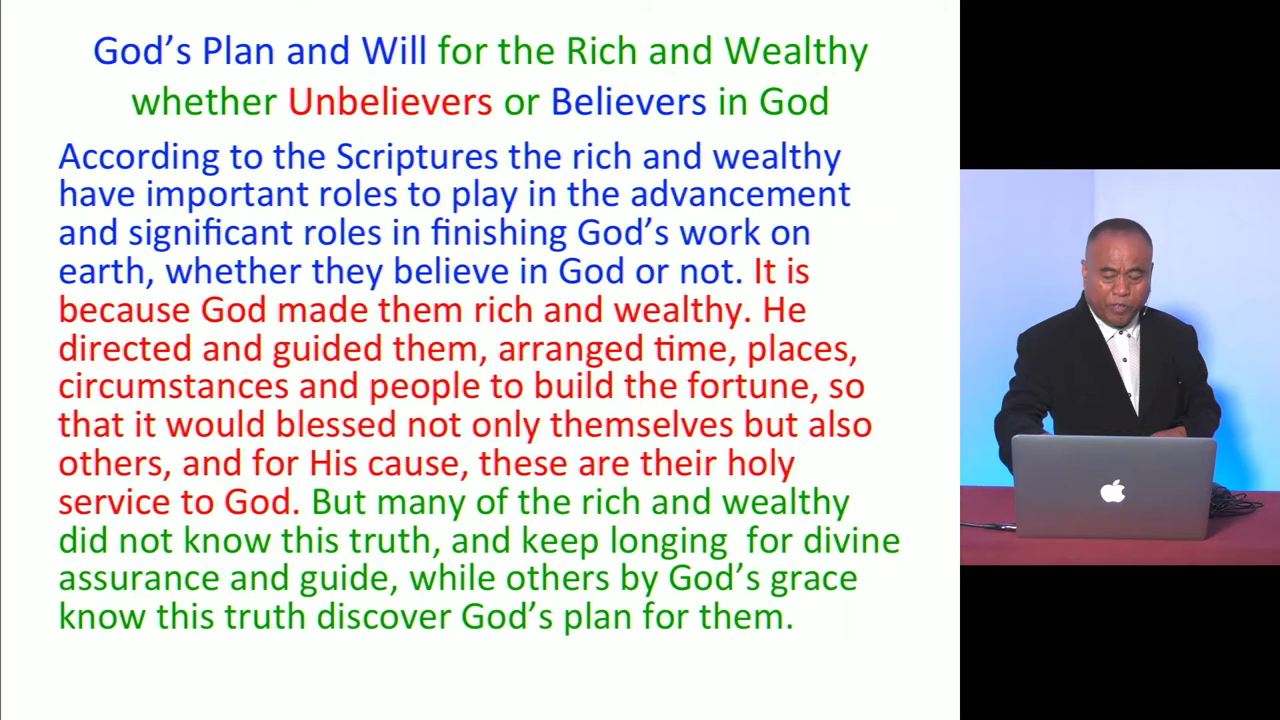 God's Plan and Will for the Rich and Wealthy
whether Unbelievers or Believers in God
According to the Scriptures the rich and wealthy
have important roles to play in the advancement
and significant roles in finishing God's work on
earth, whether they believe in God or not. It is
because God made them rich and wealthy. He
directed and guided them, arranged time, places,
circumstances and people to build the fortune, so
that it would blessed not only themselves but also
others, and for His cause, these are their holy
service to God. But many of the rich and wealthy
did not know this truth, and keep longing  for divine
assurance and guide, while others by God's grace
know this truth discover God's plan for them.